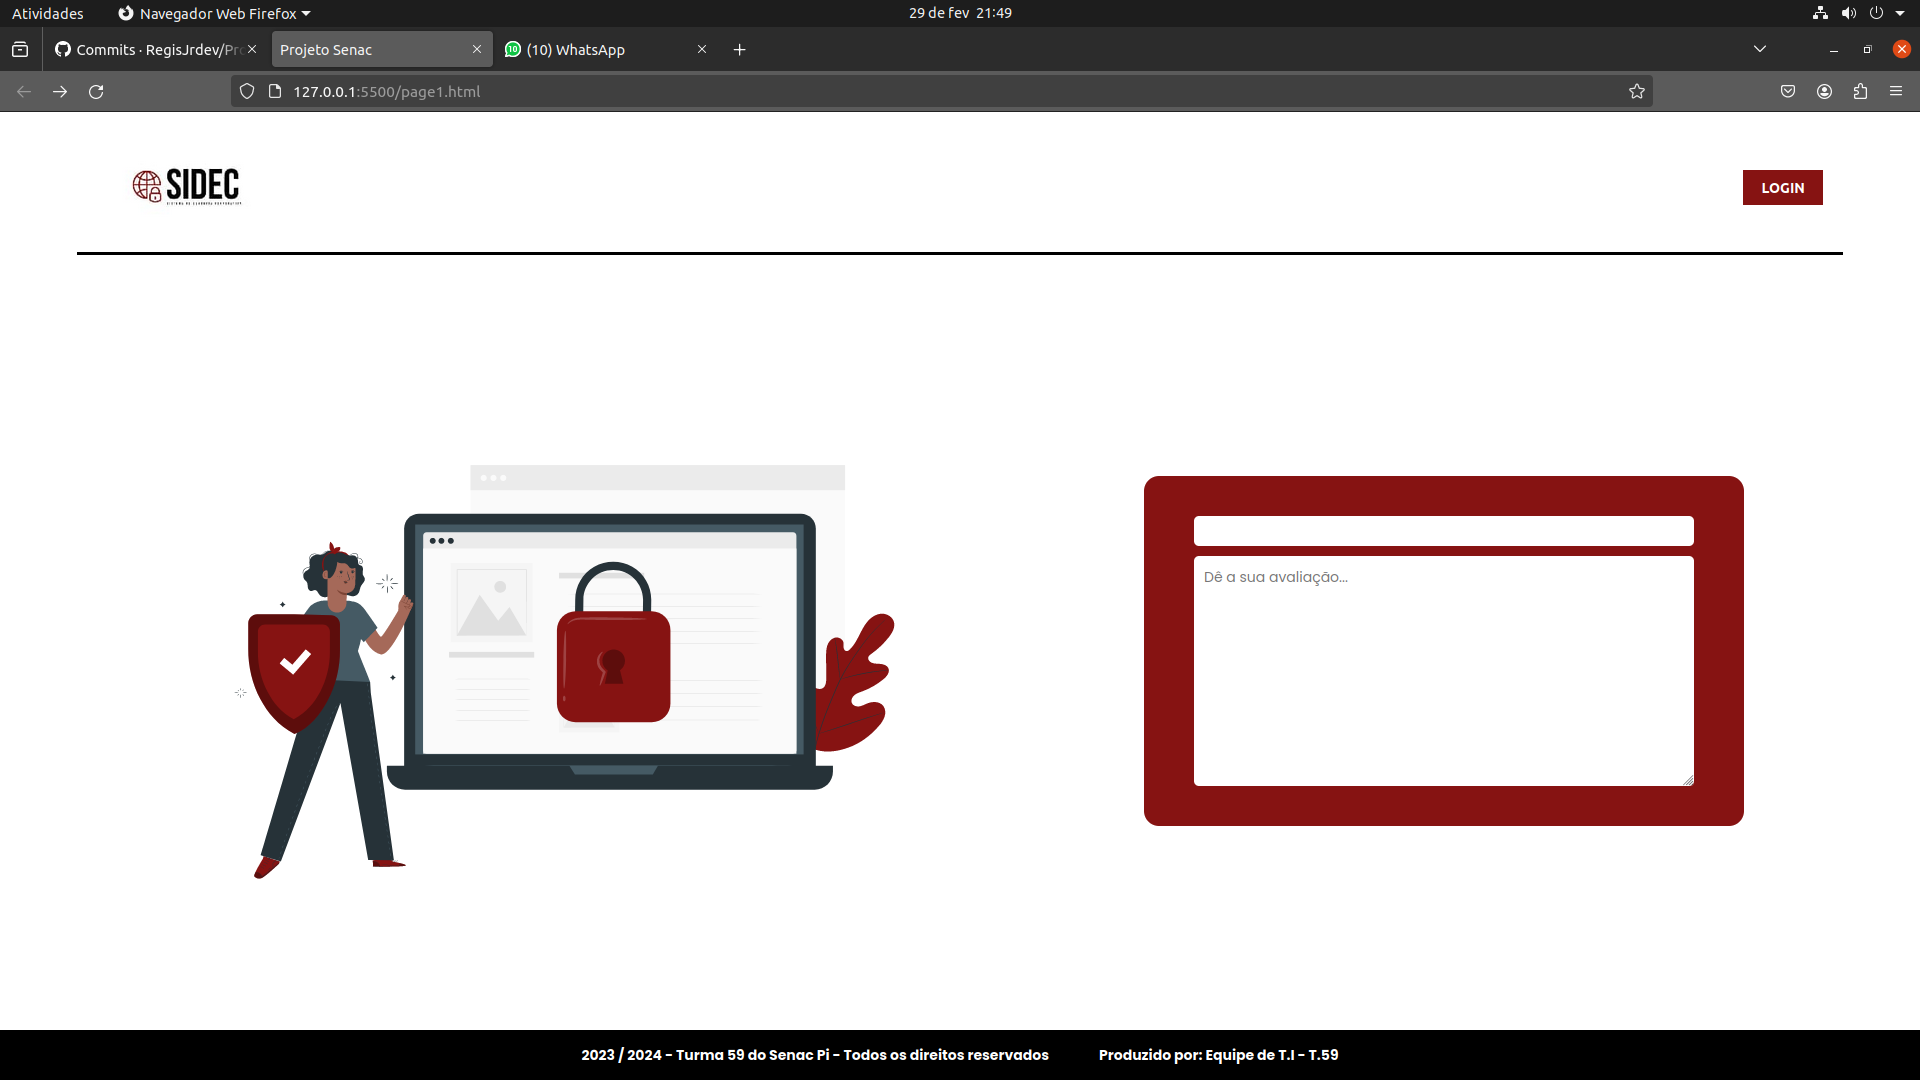 Atividades
Navegador Web Firefox
29 de fev 21:49
Commits · RegisJrdev/Pro
Projeto Senac
(10) WhatsApp
127.0.0.1:5500/page1.html
SIDEC
LOGIN
Dê a sua avaliação...
2023 / 2024 - Turma 59 do Senac Pi - Todos os direitos reservados
Produzido por: Equipe de T.I - T.59